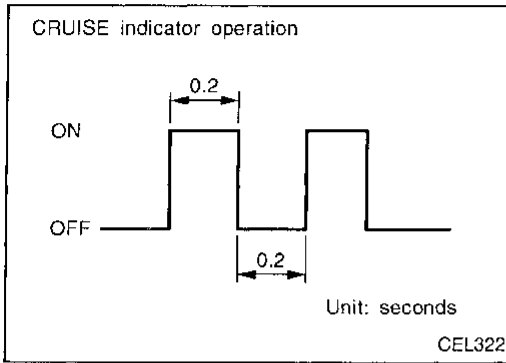 CRUISE indicator operation
0.2
ON
OFF
0.2
Unit: seconds
CEL322